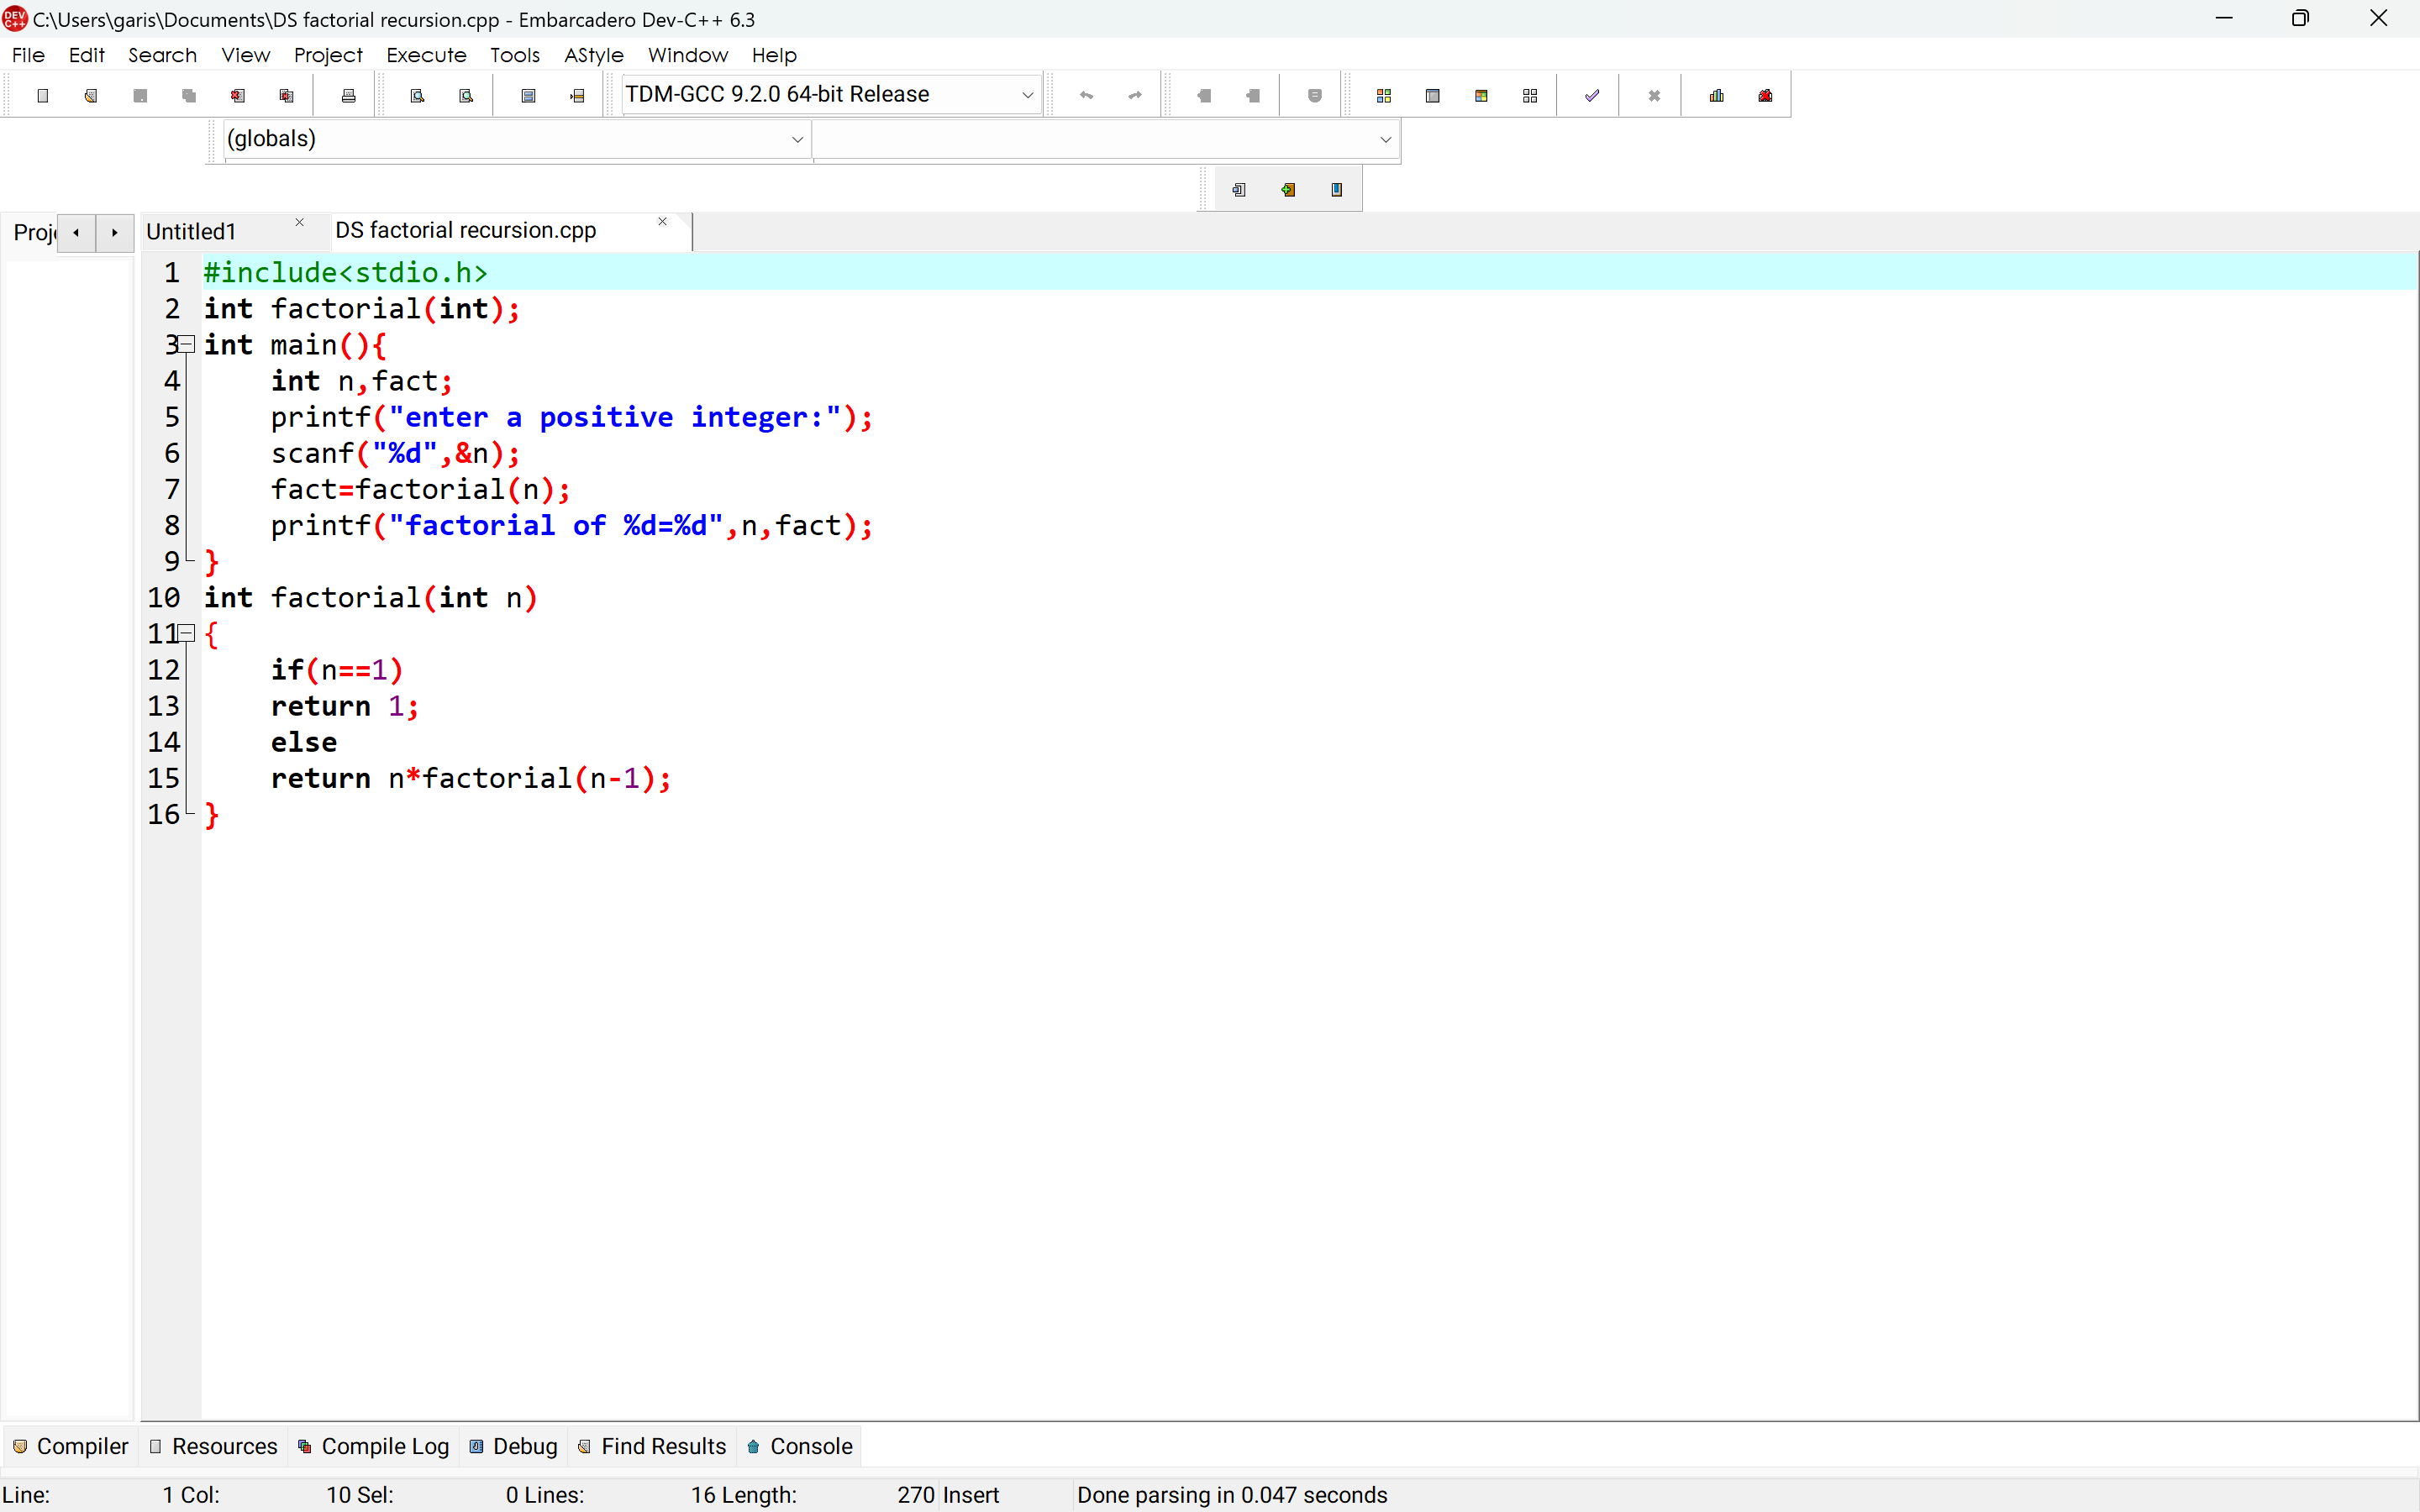 C:\Users\garis\Documents\DS factorial recursion.cpp - Embarcadero Dev-C++ 6.3
File Edit Search View Project Execute Tools AStyle Window Help
TDM-GCC 9.2.0 64-bit Release
(globals)
Untitled1 DS factorial recursion.cpp
1 #include<stdio.h>
2 int factorial(int);
3 int main(){
4     int n,fact;
5     printf("enter a positive integer:");
6     scanf("%d",&n);
7     fact=factorial(n);
8     printf("factorial of %d=%d",n,fact);
9 }
10 int factorial(int n)
11 {
12     if(n==1)
13     return 1;
14     else
15     return n*factorial(n-1);
16 }
Compiler Resources Compile Log Debug Find Results Console
Line: 1 Col: 10 Sel: 0 Lines: 16 Length: 270 Insert Done parsing in 0.047 seconds